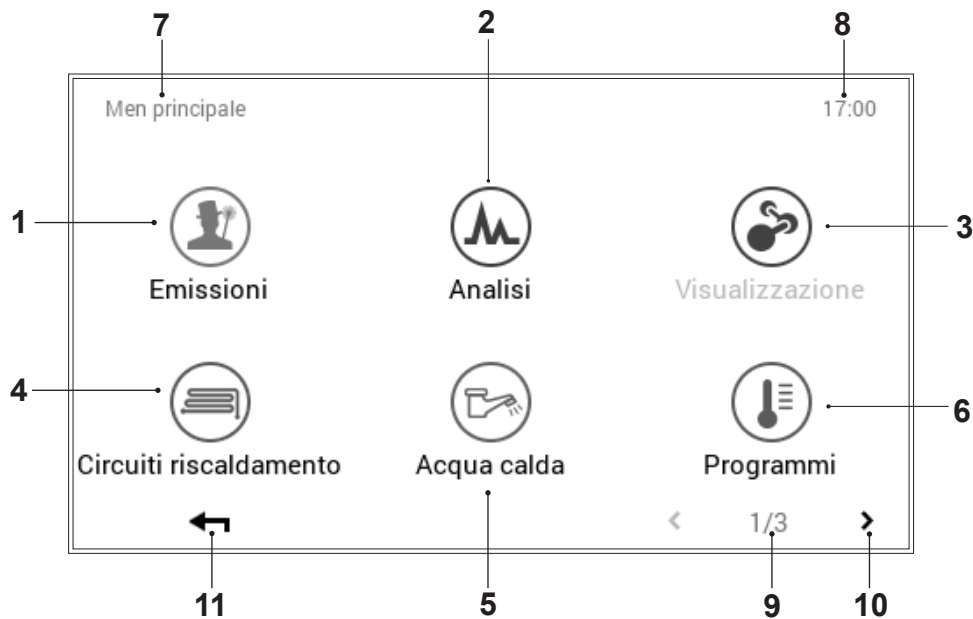 7 2 8
Men principale 17:00
1 3
Emissioni Analisi Visualizzazione
4 6
Circuiti riscaldamento Acqua calda Programmi
< 1/3 >
11 5 9 10